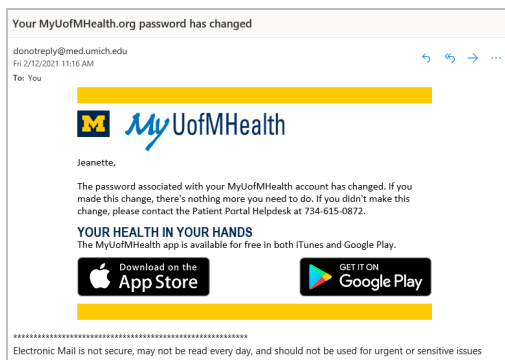 Your MyUofMHealth.org password has changed
donotreply@med.umich.edu
Fri 2/12/2021 11:16 AM
To: You
M My UofMHealth
Jeanette,
The password associated with your MyUofMHealth account has changed. If you
made this change, there's nothing more you need to do. If you didn't make this
change, please contact the Patient Portal Helpdesk at 734-615-0872.
YOUR HEALTH IN YOUR HANDS
The MyUofMHealth app is available for free in both iTunes and Google Play.
Download on the
App Store
GET IT ON
Google Play
**********************************************************
Electronic Mail is not secure, may not be read every day, and should not be used for urgent or sensitive issues